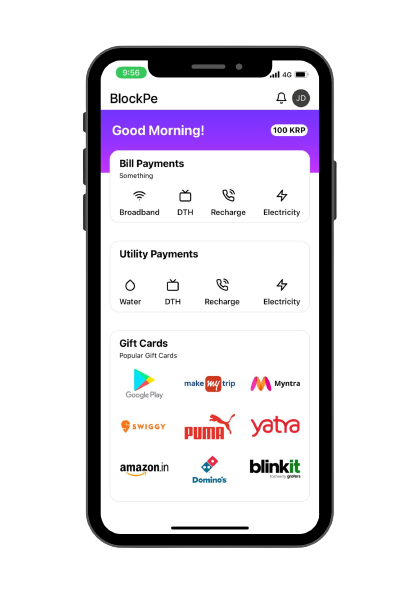 9:56 4G
BlockPe JD
Good Morning! 100 KRP
Bill Payments
Something
Broadband DTH Recharge Electricity
Utility Payments
Water DTH Recharge Electricity
Gift Cards
Popular Gift Cards
Google Play make my trip Myntra
SWIGGY PUMA yatra
amazon.in Domino's blinkit
formerly grofers